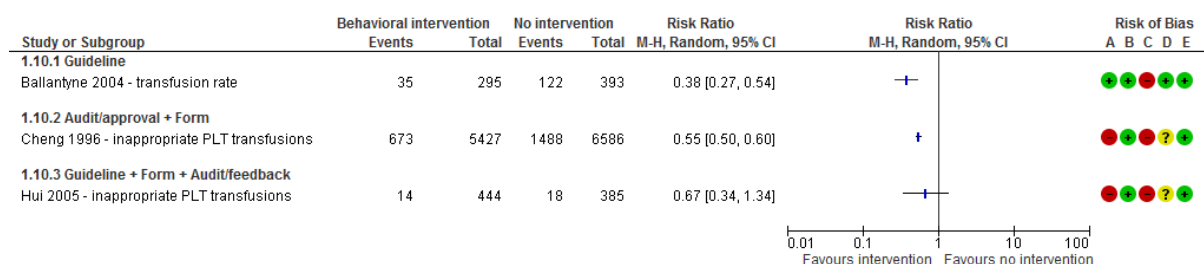 Behavioral intervention No intervention Risk Ratio Risk Ratio Risk of Bias
Study or Subgroup Events Total Events Total M-H, Random, 95% CI M-H, Random, 95% CI A B C D E
1.10.1 Guideline
Ballantyne 2004 - transfusion rate 35 295 122 393 0.38 [0.27, 0.54] + + - + +
1.10.2 Audit/approval + Form
Cheng 1996 - inappropriate PLT transfusions 673 5427 1488 6586 0.55 [0.50, 0.60] - + - ? +
1.10.3 Guideline + Form + Audit/feedback
Hui 2005 - inappropriate PLT transfusions 14 444 18 385 0.67 [0.34, 1.34] - + - ? +
0.01 0.1 1 10 100
Favours intervention Favours no intervention